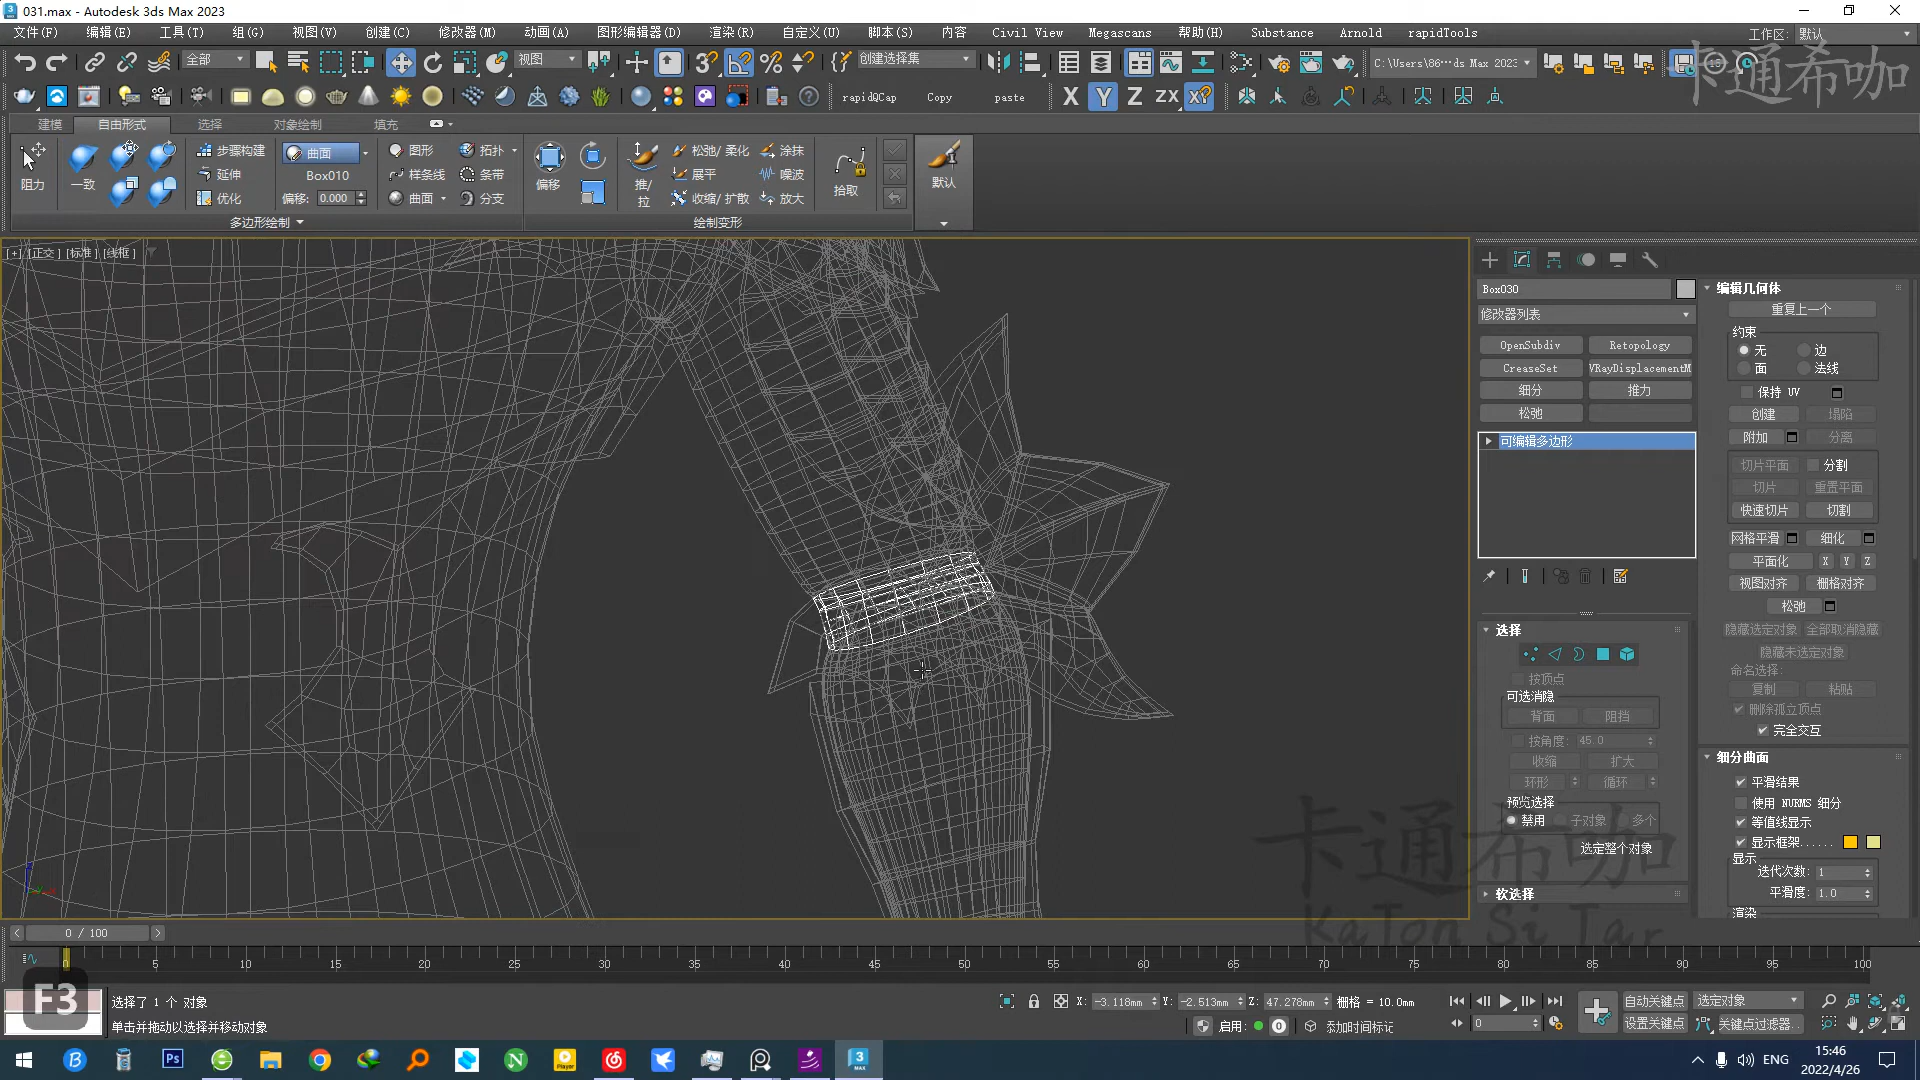 031.max - Autodesk 3ds Max 2023
文件(F) 编辑(E) 工具(T) 组(G) 视图(V) 创建(C) 修改器(M) 动画(A) 图形编辑器(D) 渲染(R) 自定义(U) 脚本(S) 内容 Civil View Megascans 帮助(H) Substance Arnold rapidTools 工作区: 默认
全部 视图 创建选择集 C:\Users\86···ds Max 2023
卡通希咖
rapidQCap Copy paste X Y Z ZX XY
建模 自由形式 选择 对象绘制 填充
步骤构建 曲面 图形 拓扑 松弛/ 柔化 涂抹
阻力 一致 延伸 Box010 样条线 条带 偏移 推/拉 展平 噪波 拾取 默认
优化 偏移: 0.000 曲面 分支 收缩/ 扩散 放大
多边形绘制 绘制变形
[+] [正交] [标准] [线框]
Box030
修改器列表
OpenSubdiv Retopology
CreaseSet VRayDisplacementM
细分 推力
松弛
可编辑多边形
选择
按顶点
可选消隐
背面 阻挡
按角度: 45.0
收缩 扩大
环形 循环
预览选择
禁用 子对象 多个
选定整个对象
软选择
编辑几何体
重复上一个
约束
无 边
面 法线
保持 UV
创建 塌陷
附加 分离
切片平面 分割
切片 重置平面
快速切片 切割
网格平滑 细化
平面化 X Y Z
视图对齐 栅格对齐
松弛
隐藏选定对象 全部取消隐藏
隐藏未选定对象
命名选择:
复制 粘贴
删除孤立顶点
完全交互
细分曲面
平滑结果
使用 NURMS 细分
等值线显示
显示框架......
显示
迭代次数: 1
平滑度: 1.0
渲染
卡通希咖
KaTon Si Tar
0 / 100
0 5 10 15 20 25 30 35 40 45 50 55 60 65 70 75 80 85 90 95 100
F3
选择了 1 个 对象 X: -3.118mm Y: -2.513mm Z: 47.278mm 栅格 = 10.0mm 自动关键点 选定对象
单击并拖动以选择并移动对象 启用: 0 添加时间标记 0 设置关键点 关键点过滤器...
ENG 15:46
2022/4/26